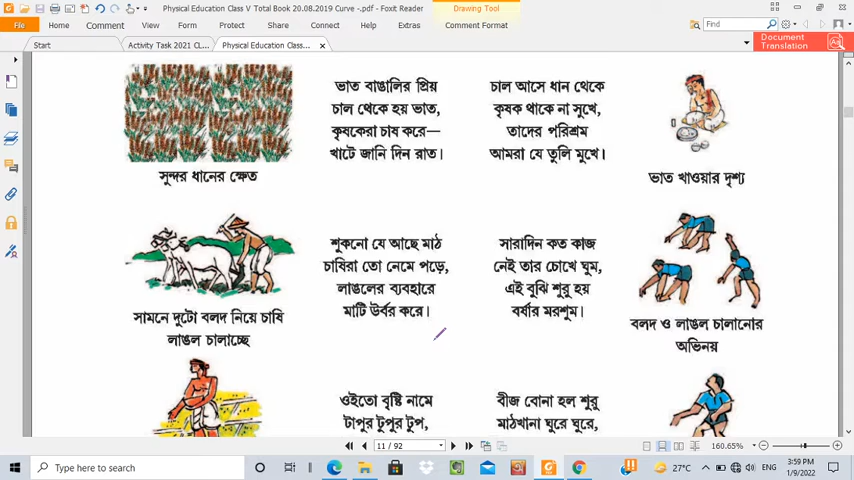 Physical Education Class V Total Book 20.08.2019 Curve -.pdf - Foxit Reader
Drawing Tool
File
Home
Comment
View
Form
Protect
Share
Connect
Help
Extras
Comment Format
Find
Start
Activity Task 2021 CL...
Physical Education Class...
Document
Translation
ভাত বাঙালির প্রিয়
চাল থেকে হয় ভাত,
কৃষকেরা চাষ করে—
খাটে জানি দিন রাত।
চাল আসে ধান থেকে
কৃষক থাকে না সুখে,
তাদের পরিশ্রম
আমরা যে তুলি মুখে।
সুন্দর ধানের ক্ষেত
ভাত খাওয়ার দৃশ্য
শুকনো যে আছে মাঠ
চাষিরা তো নেমে পড়ে,
লাঙলের ব্যবহারে
মাটি উর্বর করে।
সারাদিন কত কাজ
নেই তার চোখে ঘুম,
এই বুঝি শুরু হয়
বর্ষার মরশুম।
সামনে দুটো বলদ নিয়ে চাষি
লাঙল চালাচ্ছে
বলদ ও লাঙল চালানোর
অভিনয়
ওইতো বৃষ্টি নামে
টাপুর টুপুর টুপ,
বীজ বোনা হল শুরু
মাঠখানা ঘুরে ঘুরে,
11 / 92
160.65%
Type here to search
27°C
ENG
3:59 PM
1/9/2022